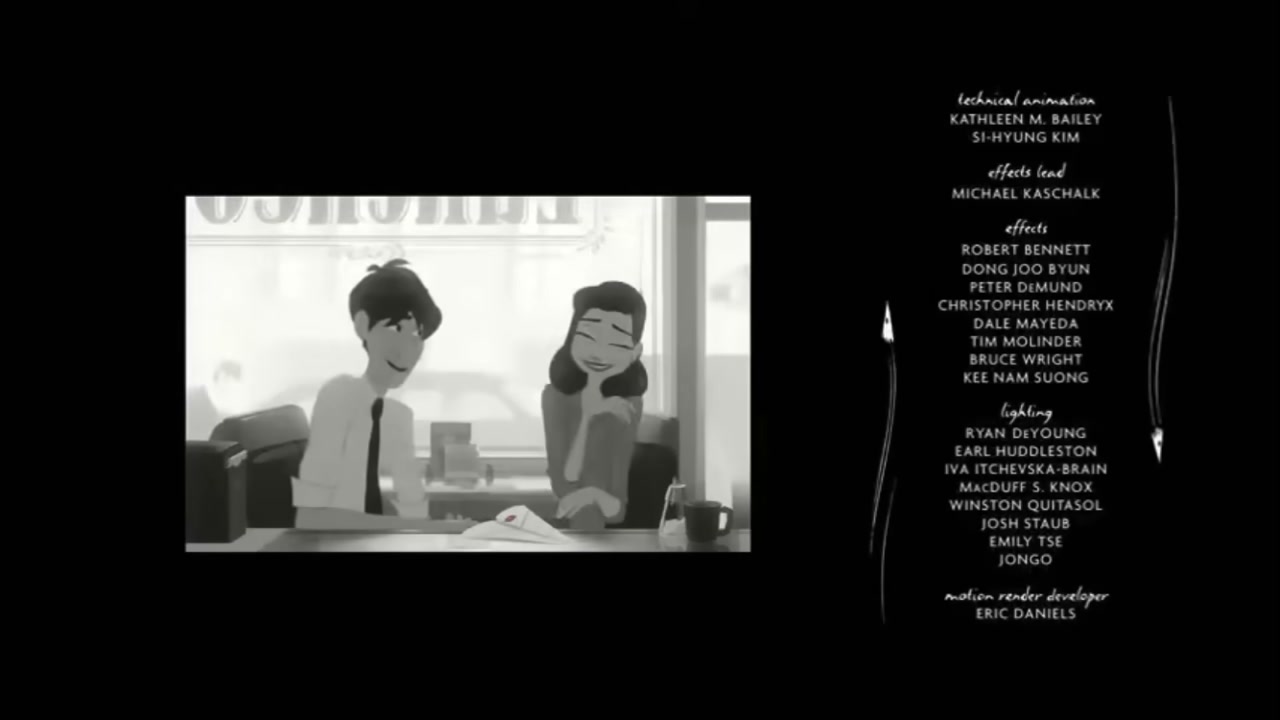 technical animation
KATHLEEN M. BAILEY
SI-HYUNG KIM
effects lead
MICHAEL KASCHALK
effects
ROBERT BENNETT
DONG JOO BYUN
PETER DEMUND
CHRISTOPHER HENDRYX
DALE MAYEDA
TIM MOLINDER
BRUCE WRIGHT
KEE NAM SUONG
lighting
RYAN DEYOUNG
EARL HUDDLESTON
IVA ITCHEVSKA-BRAIN
MACDUFF S. KNOX
WINSTON QUITASOL
JOSH STAUB
EMILY TSE
JONGO
motion render developer
ERIC DANIELS